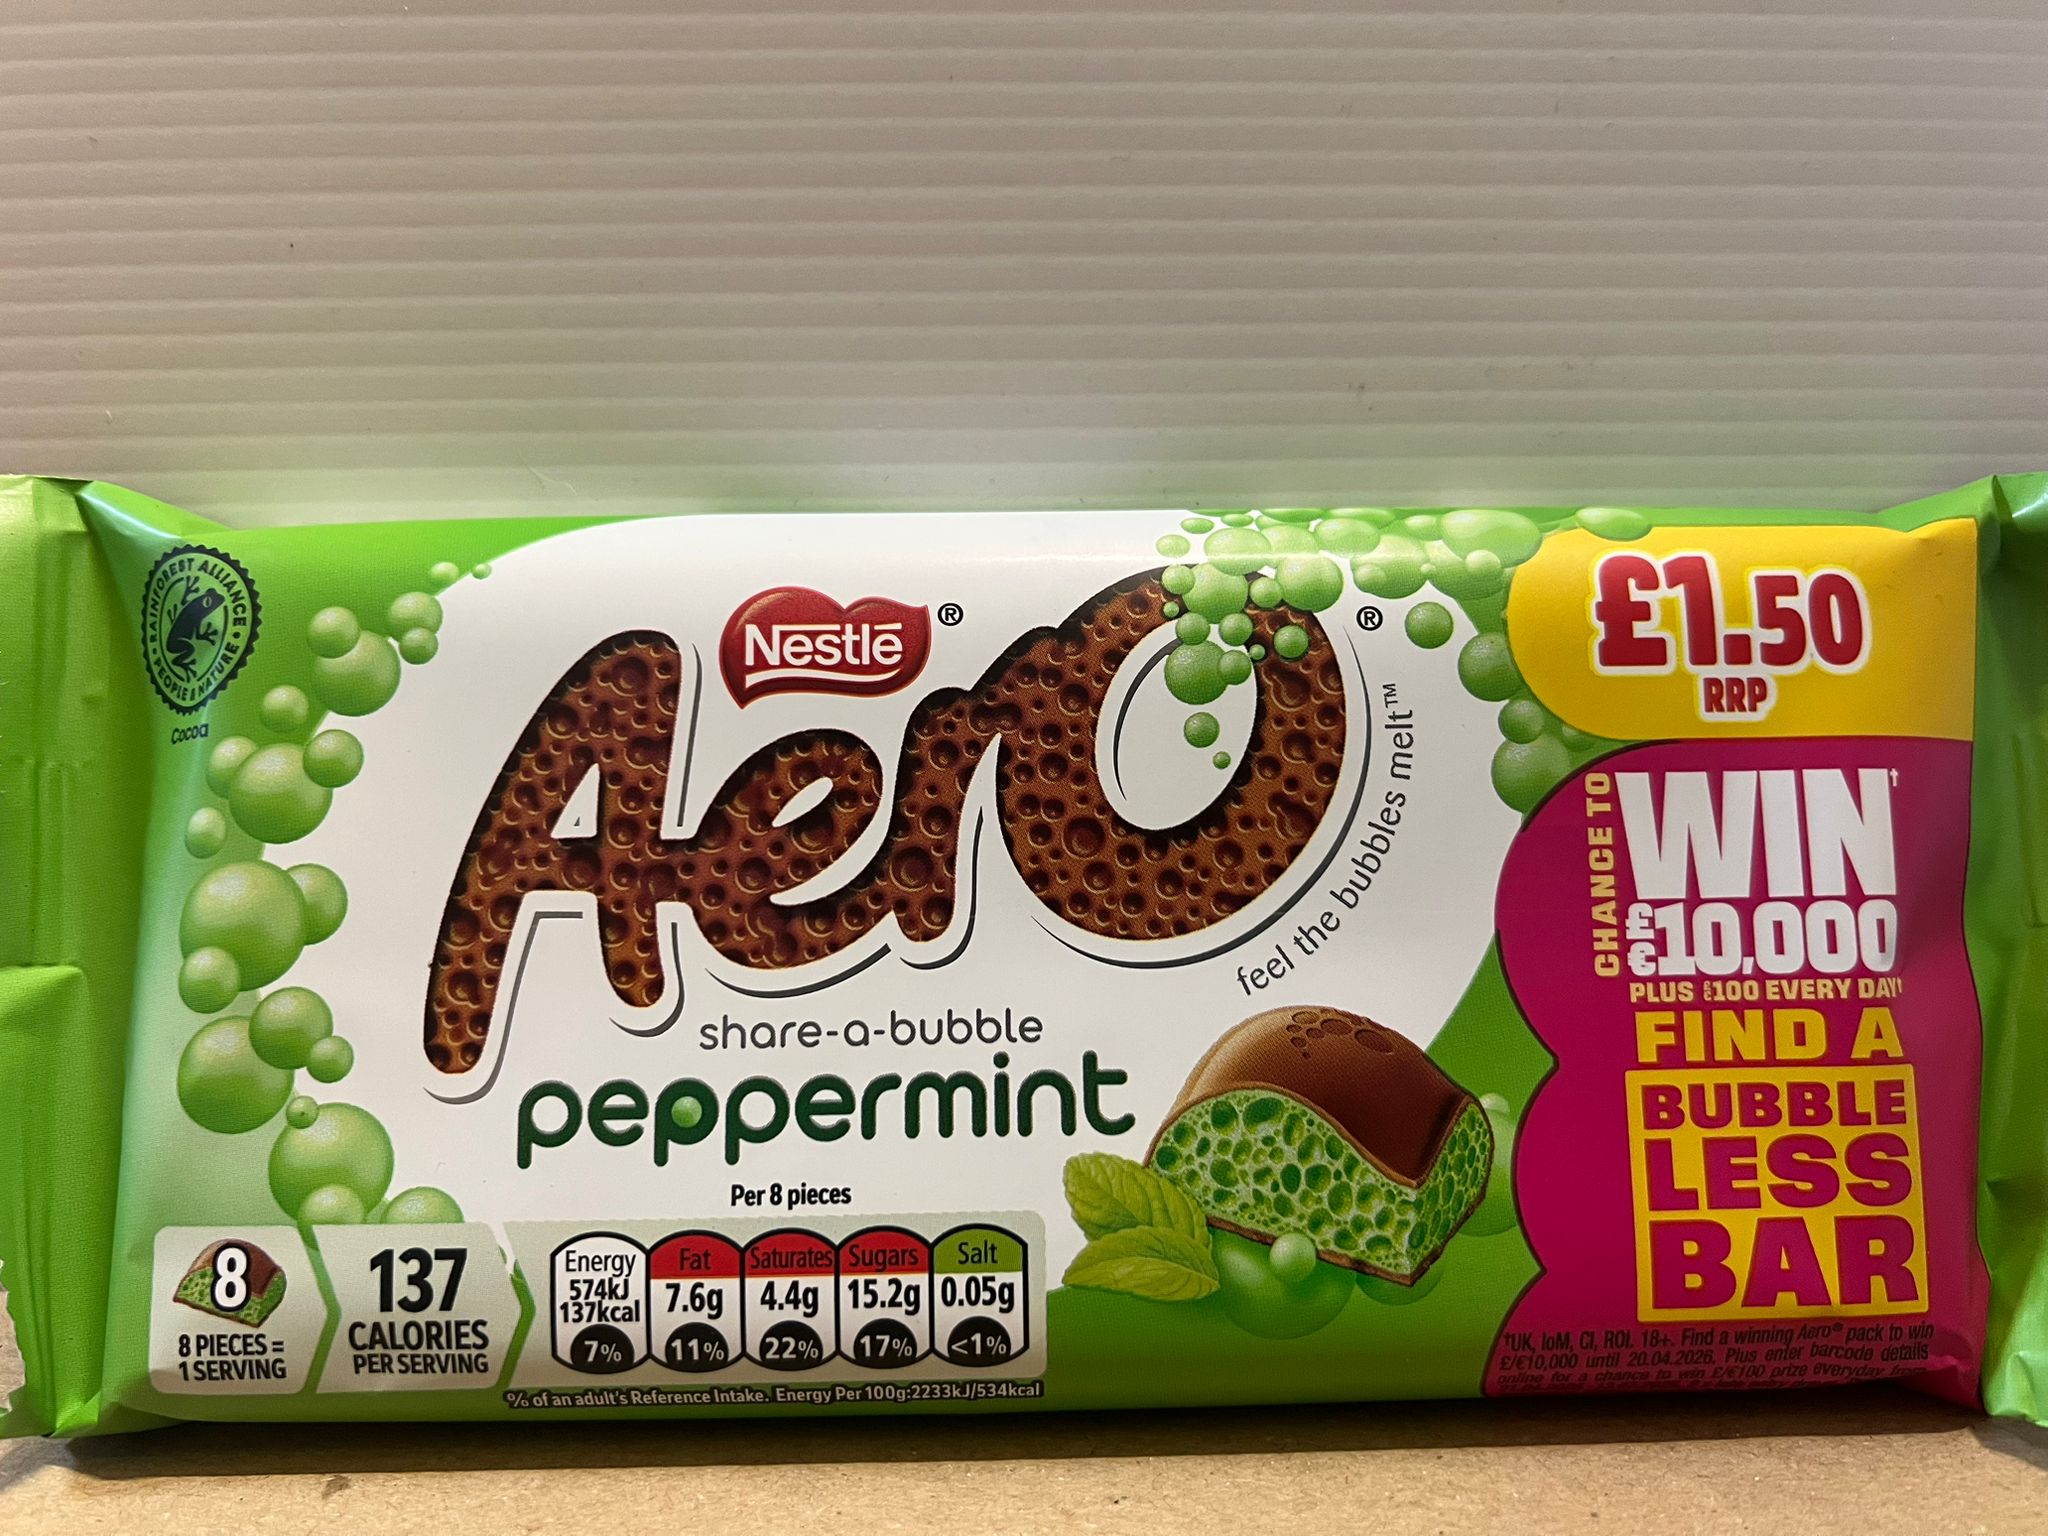 RAINFOREST ALLIANCE
PEOPLE & NATURE
Cocoa
Nestlé®
Aero®
feel the bubbles melt™
share-a-bubble
peppermint
£1.50
RRP
CHANCE TO
WIN†
£/€10,000
PLUS £/€100 EVERY DAY†
FIND A
BUBBLE
LESS
BAR
†UK, IoM, CI, ROI. 18+. Find a winning Aero® pack to win
£/€10,000 until 20.04.2026. Plus enter barcode details
online for a chance to win £/€100 prize everyday from
Per 8 pieces
8
8 PIECES =
1 SERVING
137
CALORIES
PER SERVING
Energy
574kJ
137kcal
7%
Fat
7.6g
11%
Saturates
4.4g
22%
Sugars
15.2g
17%
Salt
0.05g
<1%
% of an adult's Reference Intake. Energy Per 100g:2233kJ/534kcal